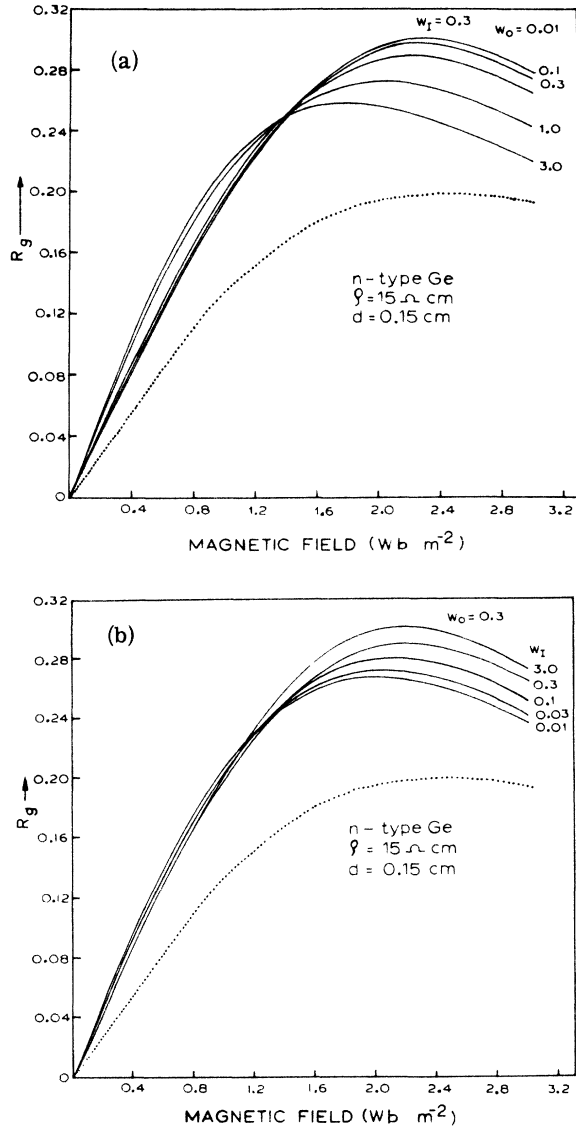 0.32
0.28
0.24
0.20
0.16
0.12
0.08
0.04
0
(a)
w_I = 0.3 w_o = 0.01
0.1
0.3
1.0
3.0
R_g
n-type Ge
ρ = 15 Ω cm
d = 0.15 cm
0.4 0.8 1.2 1.6 2.0 2.4 2.8 3.2
MAGNETIC FIELD (Wb m⁻²)
0.32
0.28
0.24
0.20
0.16
0.12
0.08
0.04
0
(b)
w_o = 0.3
w_I
3.0
0.3
0.1
0.03
0.01
R_g
n-type Ge
ρ = 15 Ω cm
d = 0.15 cm
0.4 0.8 1.2 1.6 2.0 2.4 2.8 3.2
MAGNETIC FIELD (Wb m⁻²)